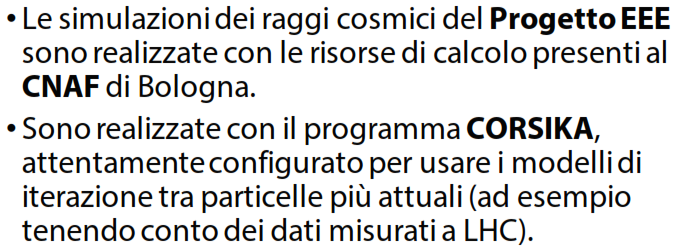 • Le simulazioni dei raggi cosmici del Progetto EEE
sono realizzate con le risorse di calcolo presenti al
CNAF di Bologna.
• Sono realizzate con il programma CORSIKA,
attentamente configurato per usare i modelli di
iterazione tra particelle più attuali (ad esempio
tenendo conto dei dati misurati a LHC).